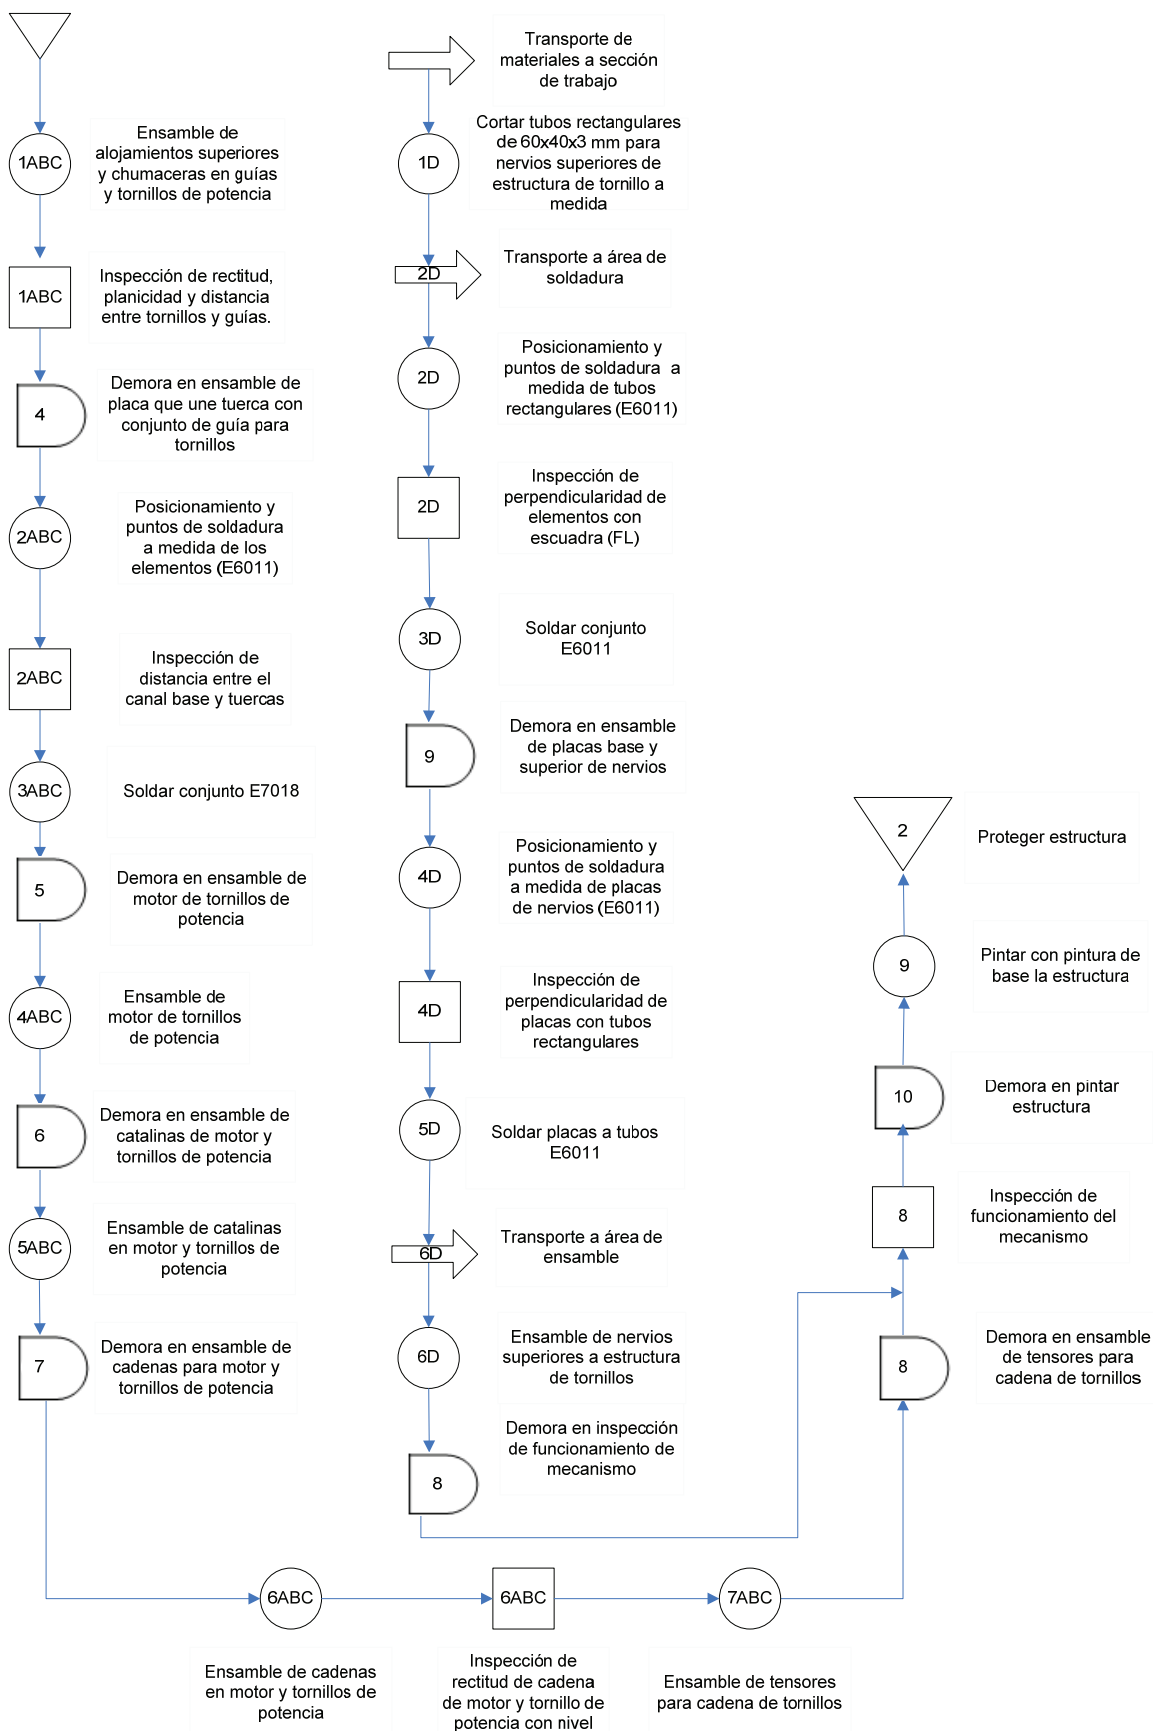 1ABC
Ensamble de
alojamientos superiores
y chumaceras en guías
y tornillos de potencia
1ABC
Inspección de rectitud,
planicidad y distancia
entre tornillos y guías.
4
Demora en ensamble de
placa que une tuerca con
conjunto de guía para
tornillos
2ABC
Posicionamiento y
puntos de soldadura
a medida de los
elementos (E6011)
2ABC
Inspección de
distancia entre el
canal base y tuercas
3ABC
Soldar conjunto E7018
5
Demora en ensamble de
motor de tornillos de
potencia
4ABC
Ensamble de
motor de tornillos
de potencia
6
Demora en ensamble de
catalinas de motor y
tornillos de potencia
5ABC
Ensamble de catalinas
en motor y tornillos de
potencia
7
Demora en ensamble de
cadenas para motor y
tornillos de potencia
6ABC
Ensamble de cadenas
en motor y tornillos de
potencia
6ABC
Inspección de
rectitud de cadena
de motor y tornillo de
potencia con nivel
7ABC
Ensamble de tensores
para cadena de tornillos
Transporte de
materiales a sección
de trabajo
1D
Cortar tubos rectangulares
de 60x40x3 mm para
nervios superiores de
estructura de tornillo a
medida
2D
Transporte a área de
soldadura
2D
Posicionamiento y
puntos de soldadura a
medida de tubos
rectangulares (E6011)
2D
Inspección de
perpendicularidad de
elementos con
escuadra (FL)
3D
Soldar conjunto
E6011
9
Demora en ensamble
de placas base y
superior de nervios
4D
Posicionamiento y
puntos de soldadura
a medida de placas
de nervios (E6011)
4D
Inspección de
perpendicularidad de
placas con tubos
rectangulares
5D
Soldar placas a tubos
E6011
6D
Transporte a área de
ensamble
6D
Ensamble de nervios
superiores a estructura
de tornillos
8
Demora en inspección
de funcionamiento de
mecanismo
2
Proteger estructura
9
Pintar con pintura de
base la estructura
10
Demora en pintar
estructura
8
Inspección de
funcionamiento del
mecanismo
8
Demora en ensamble
de tensores para
cadena de tornillos